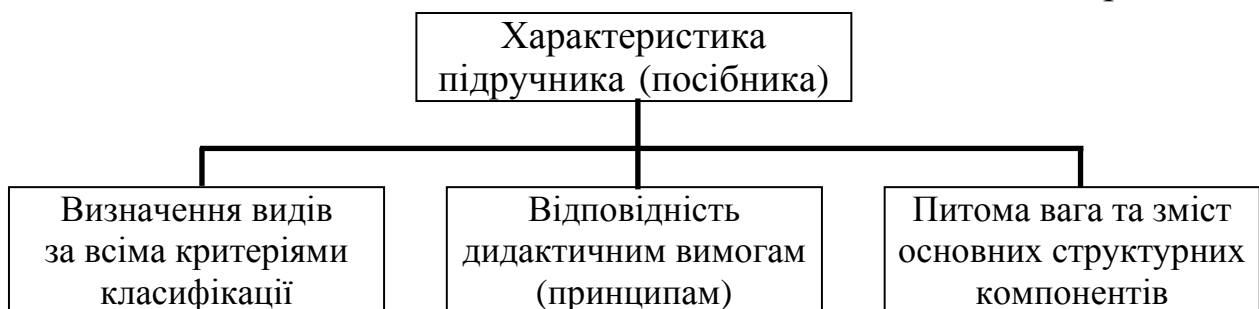 Характеристика
підручника (посібника)
Визначення видів
за всіма критеріями
класифікації
Відповідність
дидактичним вимогам
(принципам)
Питома вага та зміст
основних структурних
компонентів